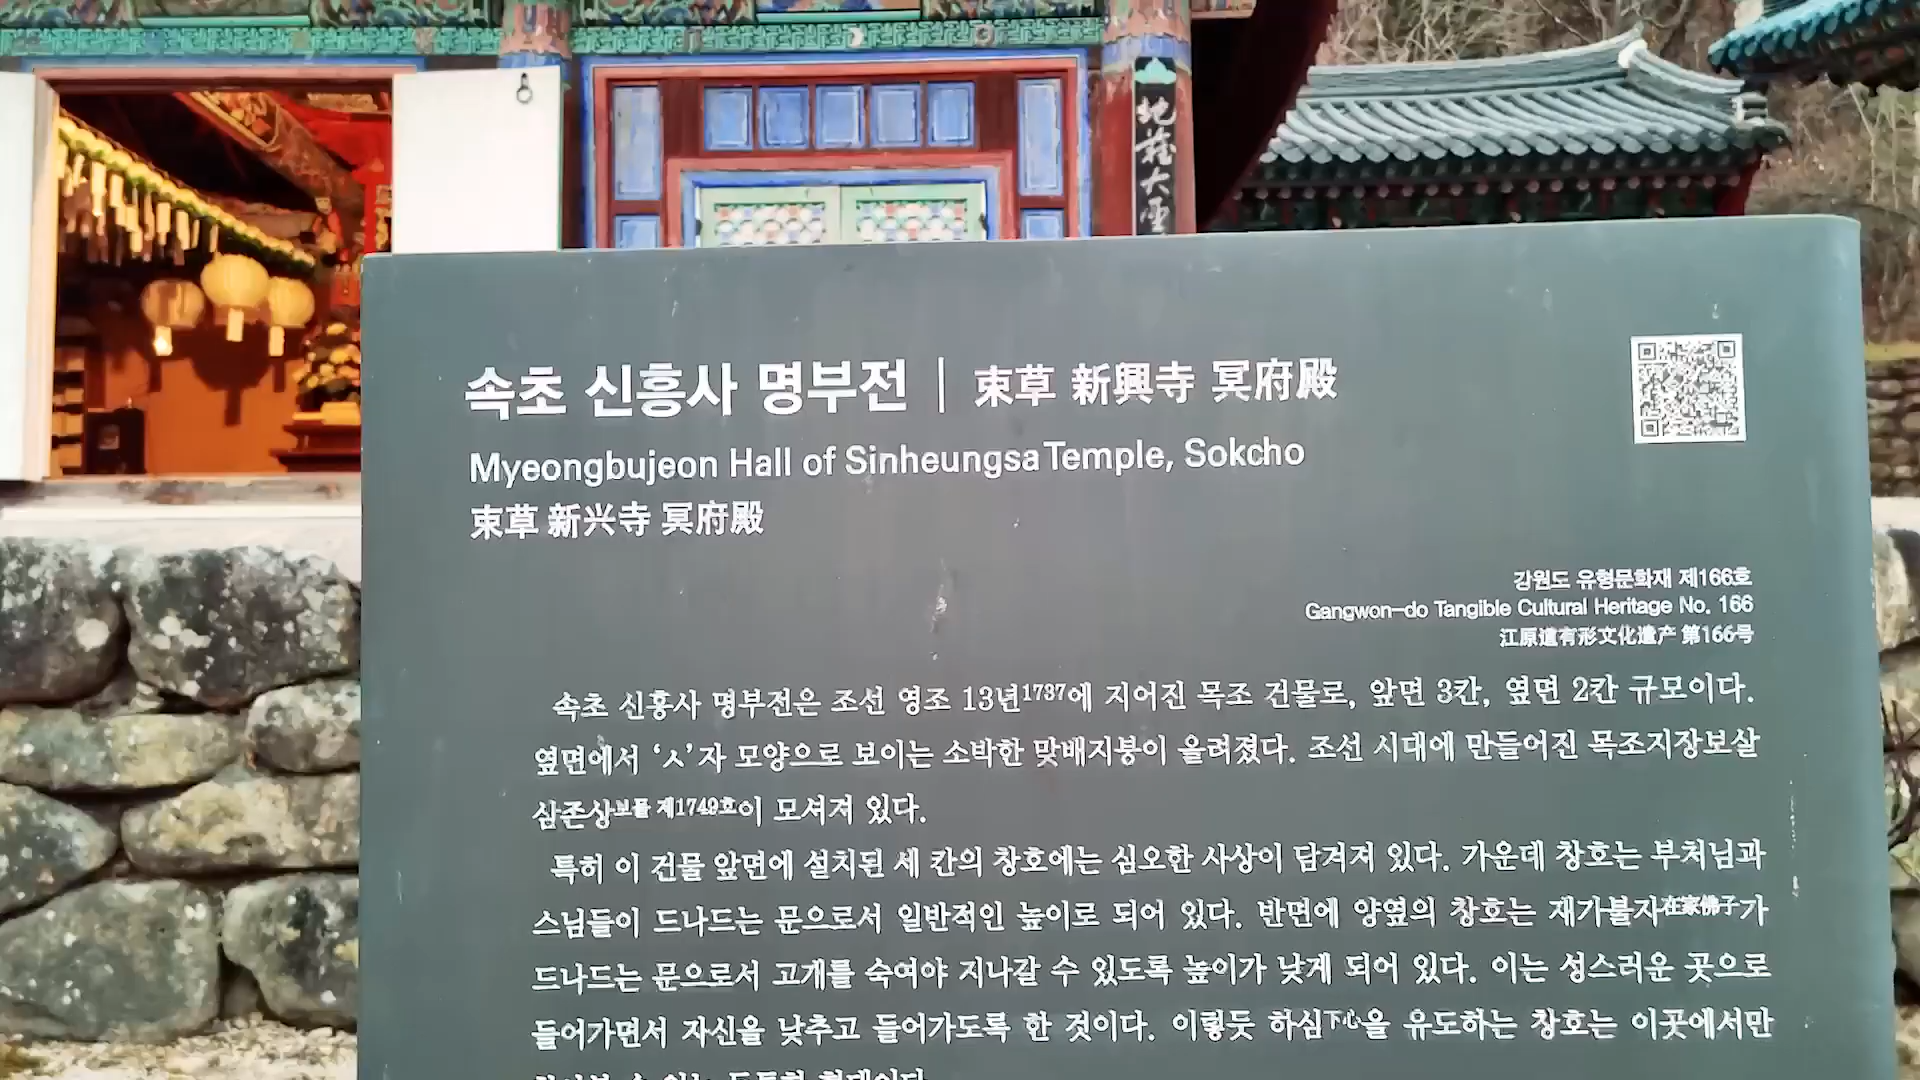 地藏大聖
속초 신흥사 명부전 | 束草 新興寺 冥府殿
Myeongbujeon Hall of Sinheungsa Temple, Sokcho
束草 新兴寺 冥府殿
강원도 유형문화재 제166호
Gangwon-do Tangible Cultural Heritage No. 166
江原道有形文化遗产 第166号
속초 신흥사 명부전은 조선 영조 13년1737에 지어진 목조 건물로, 앞면 3칸, 옆면 2칸 규모이다.
옆면에서 ‘ㅅ’자 모양으로 보이는 소박한 맞배지붕이 올려졌다. 조선 시대에 만들어진 목조지장보살
삼존상보물 제1749호이 모셔져 있다.
특히 이 건물 앞면에 설치된 세 칸의 창호에는 심오한 사상이 담겨져 있다. 가운데 창호는 부처님과
스님들이 드나드는 문으로서 일반적인 높이로 되어 있다. 반면에 양옆의 창호는 재가불자在家佛子가
드나드는 문으로서 고개를 숙여야 지나갈 수 있도록 높이가 낮게 되어 있다. 이는 성스러운 곳으로
들어가면서 자신을 낮추고 들어가도록 한 것이다. 이렇듯 하심下心을 유도하는 창호는 이곳에서만